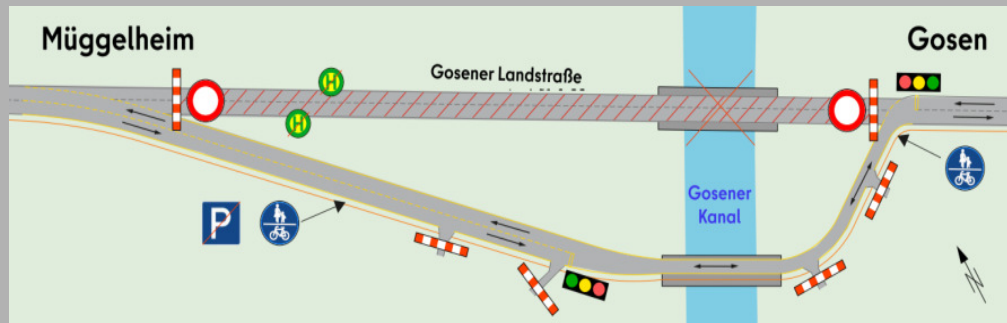 Müggelheim
Gosen
Gosener Landstraße
H
H
Gosener
Kanal
P
N